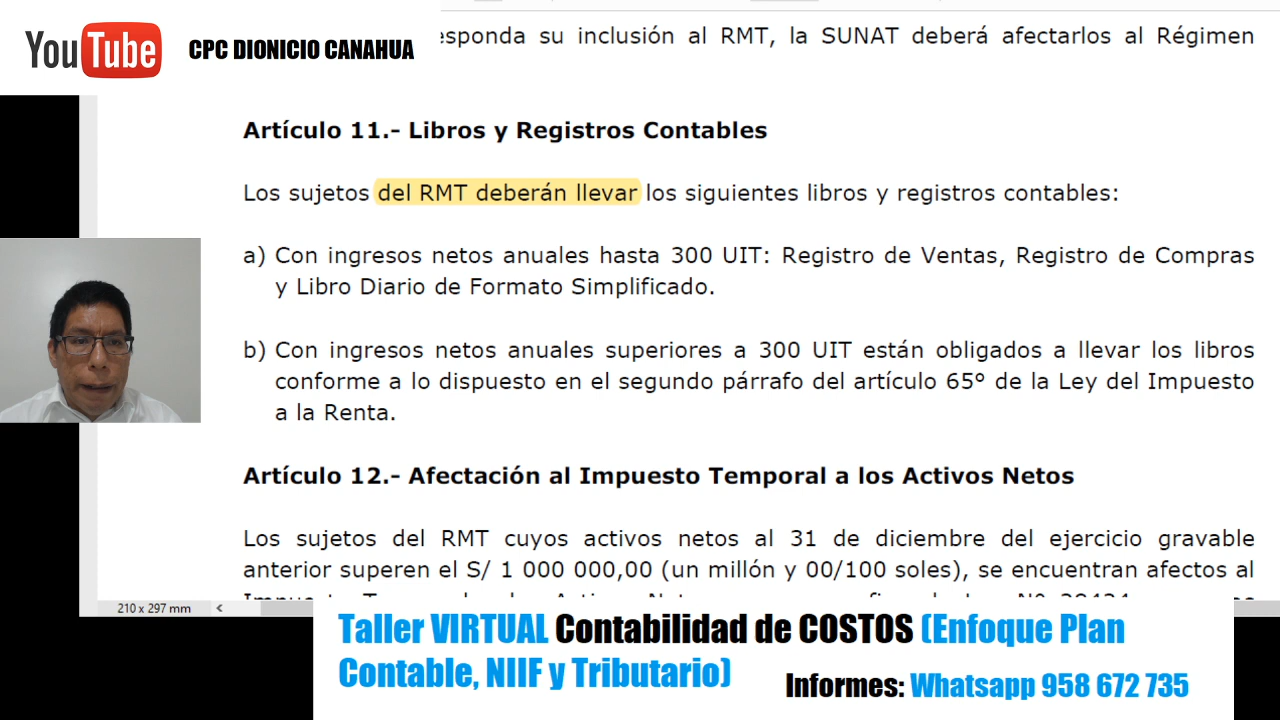 YouTube CPC DIONICIO CANAHUA
esponda su inclusión al RMT, la SUNAT deberá afectarlos al Régimen
Artículo 11.- Libros y Registros Contables
Los sujetos del RMT deberán llevar los siguientes libros y registros contables:
a) Con ingresos netos anuales hasta 300 UIT: Registro de Ventas, Registro de Compras
y Libro Diario de Formato Simplificado.
b) Con ingresos netos anuales superiores a 300 UIT están obligados a llevar los libros
conforme a lo dispuesto en el segundo párrafo del artículo 65º de la Ley del Impuesto
a la Renta.
Artículo 12.- Afectación al Impuesto Temporal a los Activos Netos
Los sujetos del RMT cuyos activos netos al 31 de diciembre del ejercicio gravable
anterior superen el S/ 1 000 000,00 (un millón y 00/100 soles), se encuentran afectos al
210 x 297 mm
Taller VIRTUAL Contabilidad de COSTOS (Enfoque Plan
Contable, NIIF y Tributario)
Informes: Whatsapp 958 672 735